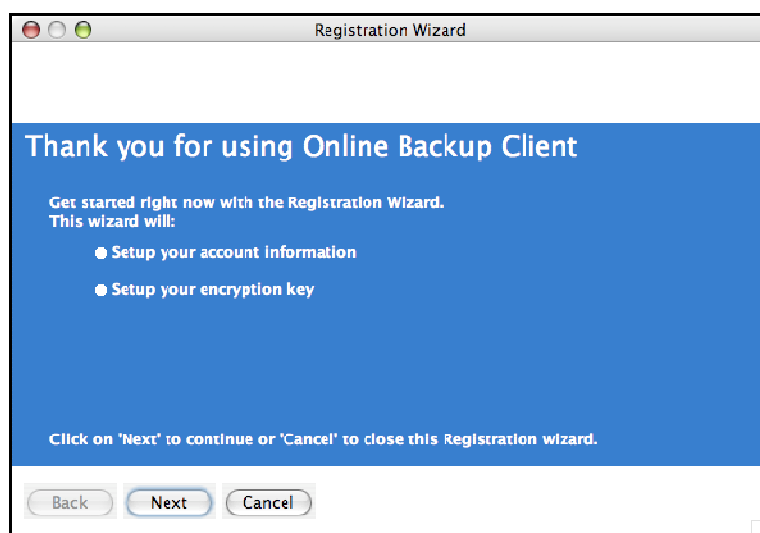 Registration Wizard
Thank you for using Online Backup Client
Get started right now with the Registration Wizard.
This wizard will:
Setup your account information
Setup your encryption key
Click on 'Next' to continue or 'Cancel' to close this Registration wizard.
Back Next Cancel